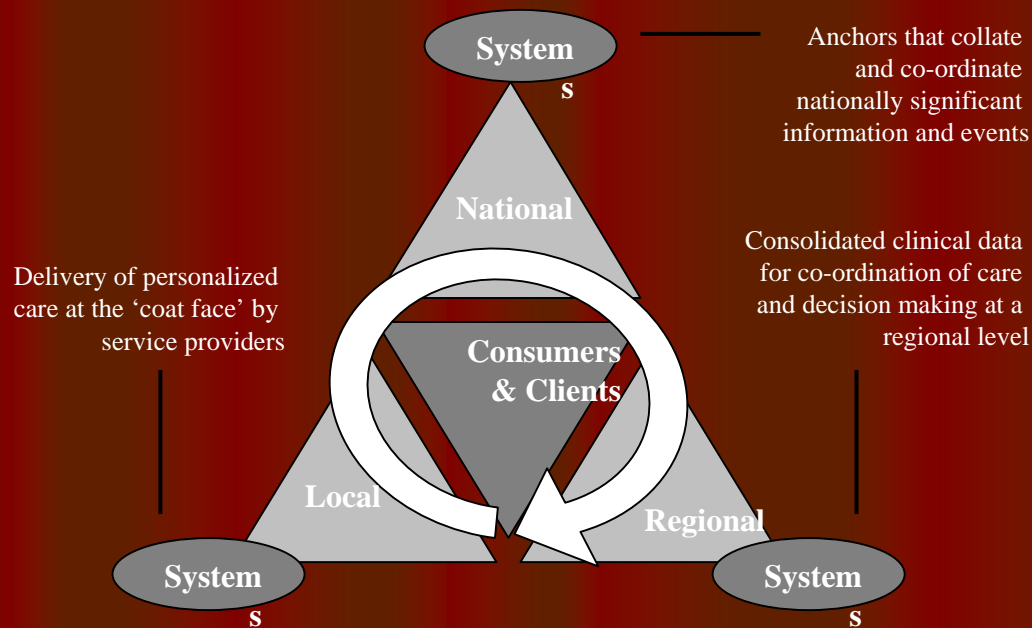 System
s
Anchors that collate
and co-ordinate
nationally significant
information and events
National
Consolidated clinical data
for co-ordination of care
and decision making at a
regional level
Delivery of personalized
care at the ‘coat face’ by
service providers
Consumers
& Clients
Local
Regional
System
s
System
s